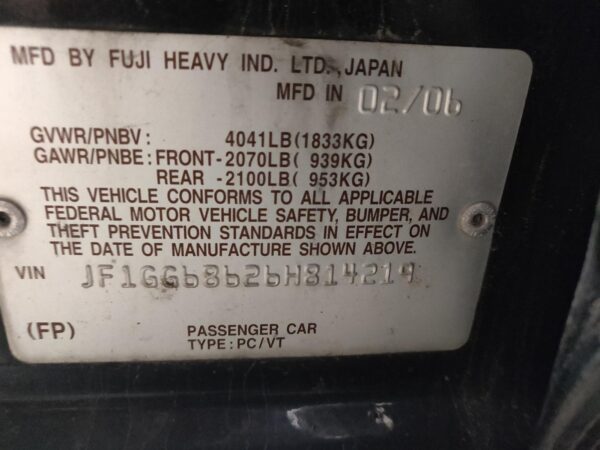 MFD BY FUJI HEAVY IND. LTD.,JAPAN
MFD IN 02/06
GVWR/PNBV: 4041LB(1833KG)
GAWR/PNBE: FRONT-2070LB( 939KG)
REAR -2100LB( 953KG)
THIS VEHICLE CONFORMS TO ALL APPLICABLE
FEDERAL MOTOR VEHICLE SAFETY, BUMPER, AND
THEFT PREVENTION STANDARDS IN EFFECT ON
THE DATE OF MANUFACTURE SHOWN ABOVE.
VIN JF1GG68626H814219
(FP) PASSENGER CAR
TYPE:PC/VT